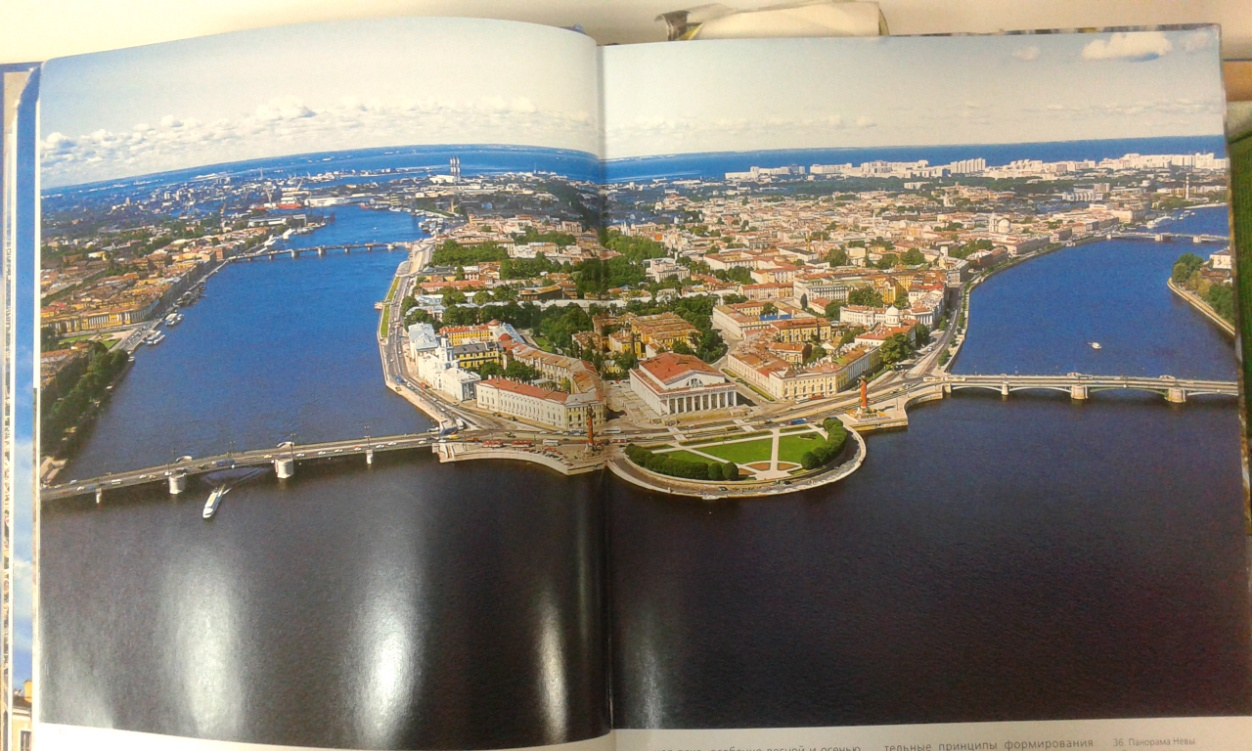 особенно весной и осенью
тельные принципы формирования
36 Панорама Невы.